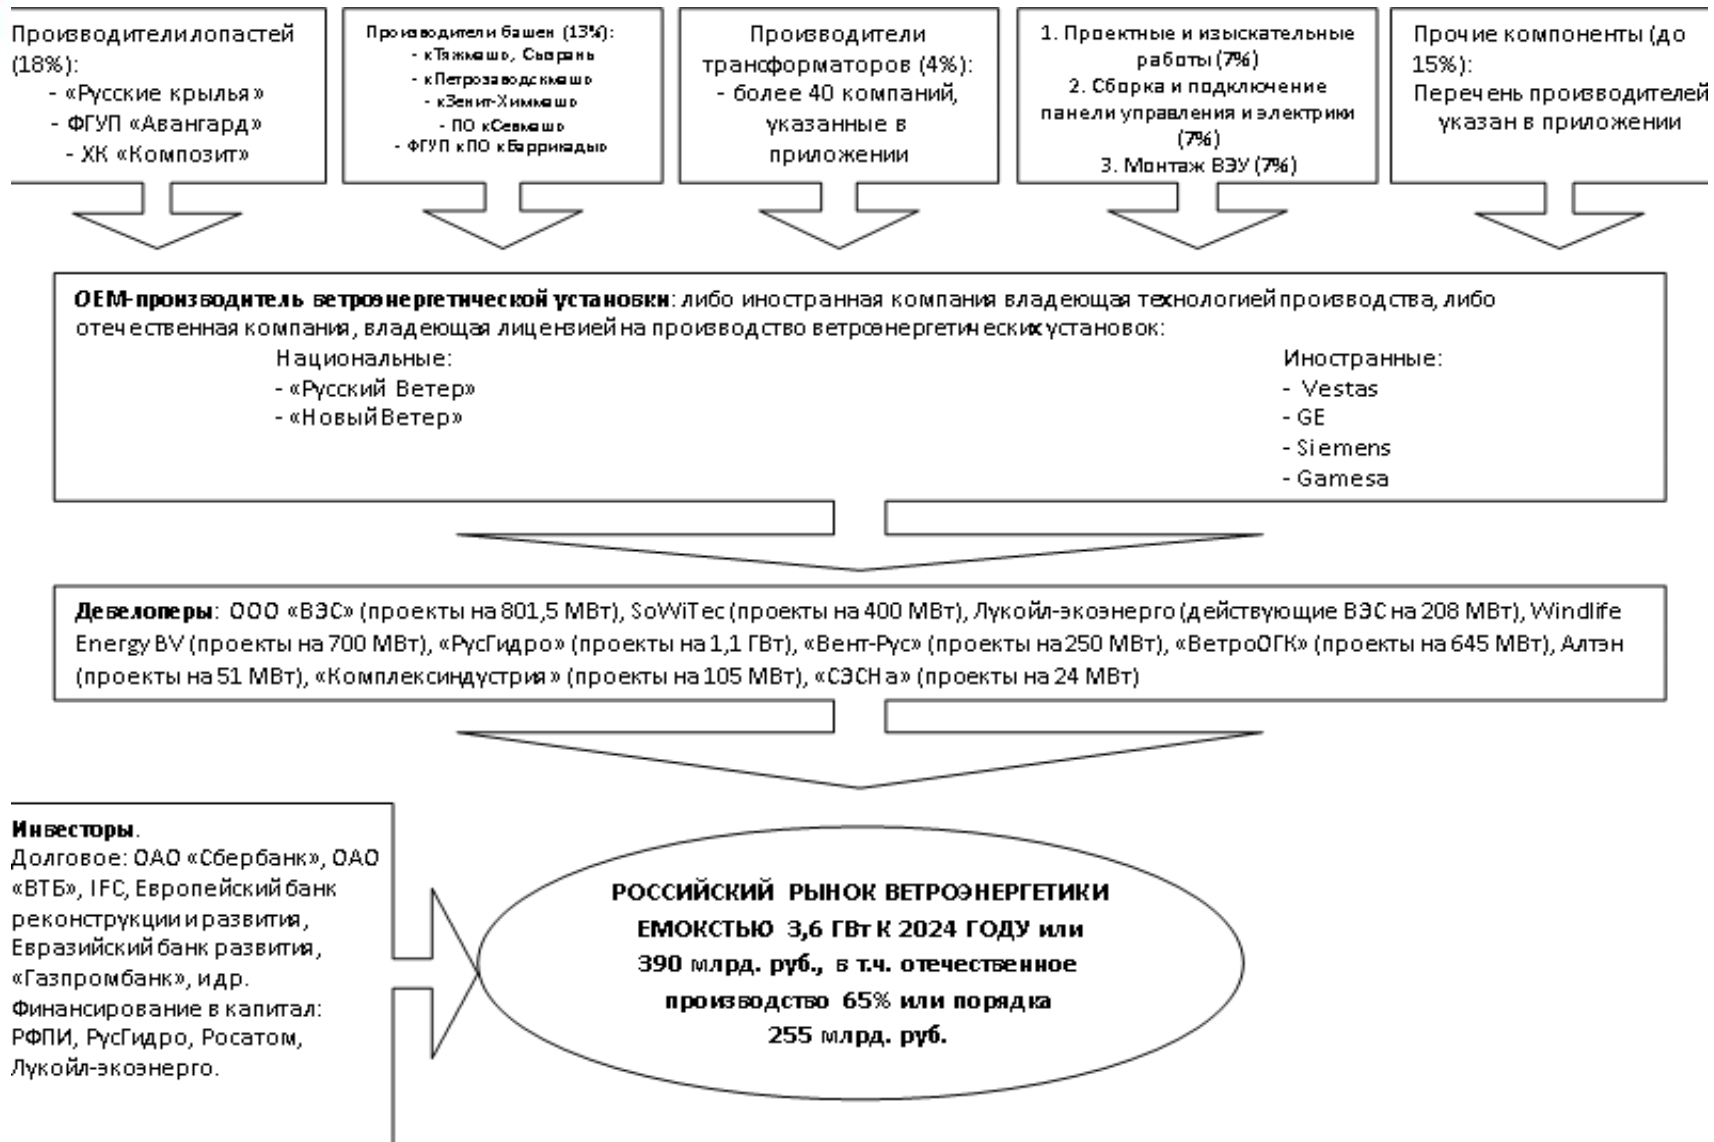 Производители лопастей
(18%):
- «Русские крылья»
- ФГУП «Авангард»
- ХК «Композит»
Производители башен (13%):
- «Тяжмаш», Сызрань
- «Петрозаводскмаш»
- «Зенит-Химмаш»
- ПО «Севмаш»
- ФГУП «ПО «Баррикады»
Производители
трансформаторов (4%):
- более 40 компаний,
указанные в
приложении
1. Проектные и изыскательные
работы (7%)
2. Сборка и подключение
панели управления и электрики
(7%)
3. Монтаж ВЭУ (7%)
Прочие компоненты (до
15%):
Перечень производителей
указан в приложении
OEM-производитель ветроэнергетической установки: либо иностранная компания владеющая технологией производства, либо
отечественная компания, владеющая лицензией на производство ветроэнергетических установок:
Национальные:
- «Русский Ветер»
- «Новый Ветер»
Иностранные:
- Vestas
- GE
- Siemens
- Gamesa
Девелоперы: ООО «ВЭС» (проекты на 801,5 МВт), SoWiTec (проекты на 400 МВт), Лукойл-экоэнерго (действующие ВЭС на 208 МВт), Windlife
Energy BV (проекты на 700 МВт), «РусГидро» (проекты на 1,1 ГВт), «Вент-Рус» (проекты на 250 МВт), «ВетроОГК» (проекты на 645 МВт), Алтэн
(проекты на 51 МВт), «Комплексиндустрия» (проекты на 105 МВт), «СЭСНа» (проекты на 24 МВт)
Инвесторы.
Долговое: ОАО «Сбербанк», ОАО
«ВТБ», IFC, Европейский банк
реконструкции и развития,
Евразийский банк развития,
«Газпромбанк», и др.
Финансирование в капитал:
РФПИ, РусГидро, Росатом,
Лукойл-экоэнерго.
РОССИЙСКИЙ РЫНОК ВЕТРОЭНЕРГЕТИКИ
ЕМОКСТЬЮ 3,6 ГВт К 2024 ГОДУ или
390 млрд. руб., в т.ч. отечественное
производство 65% или порядка
255 млрд. руб.